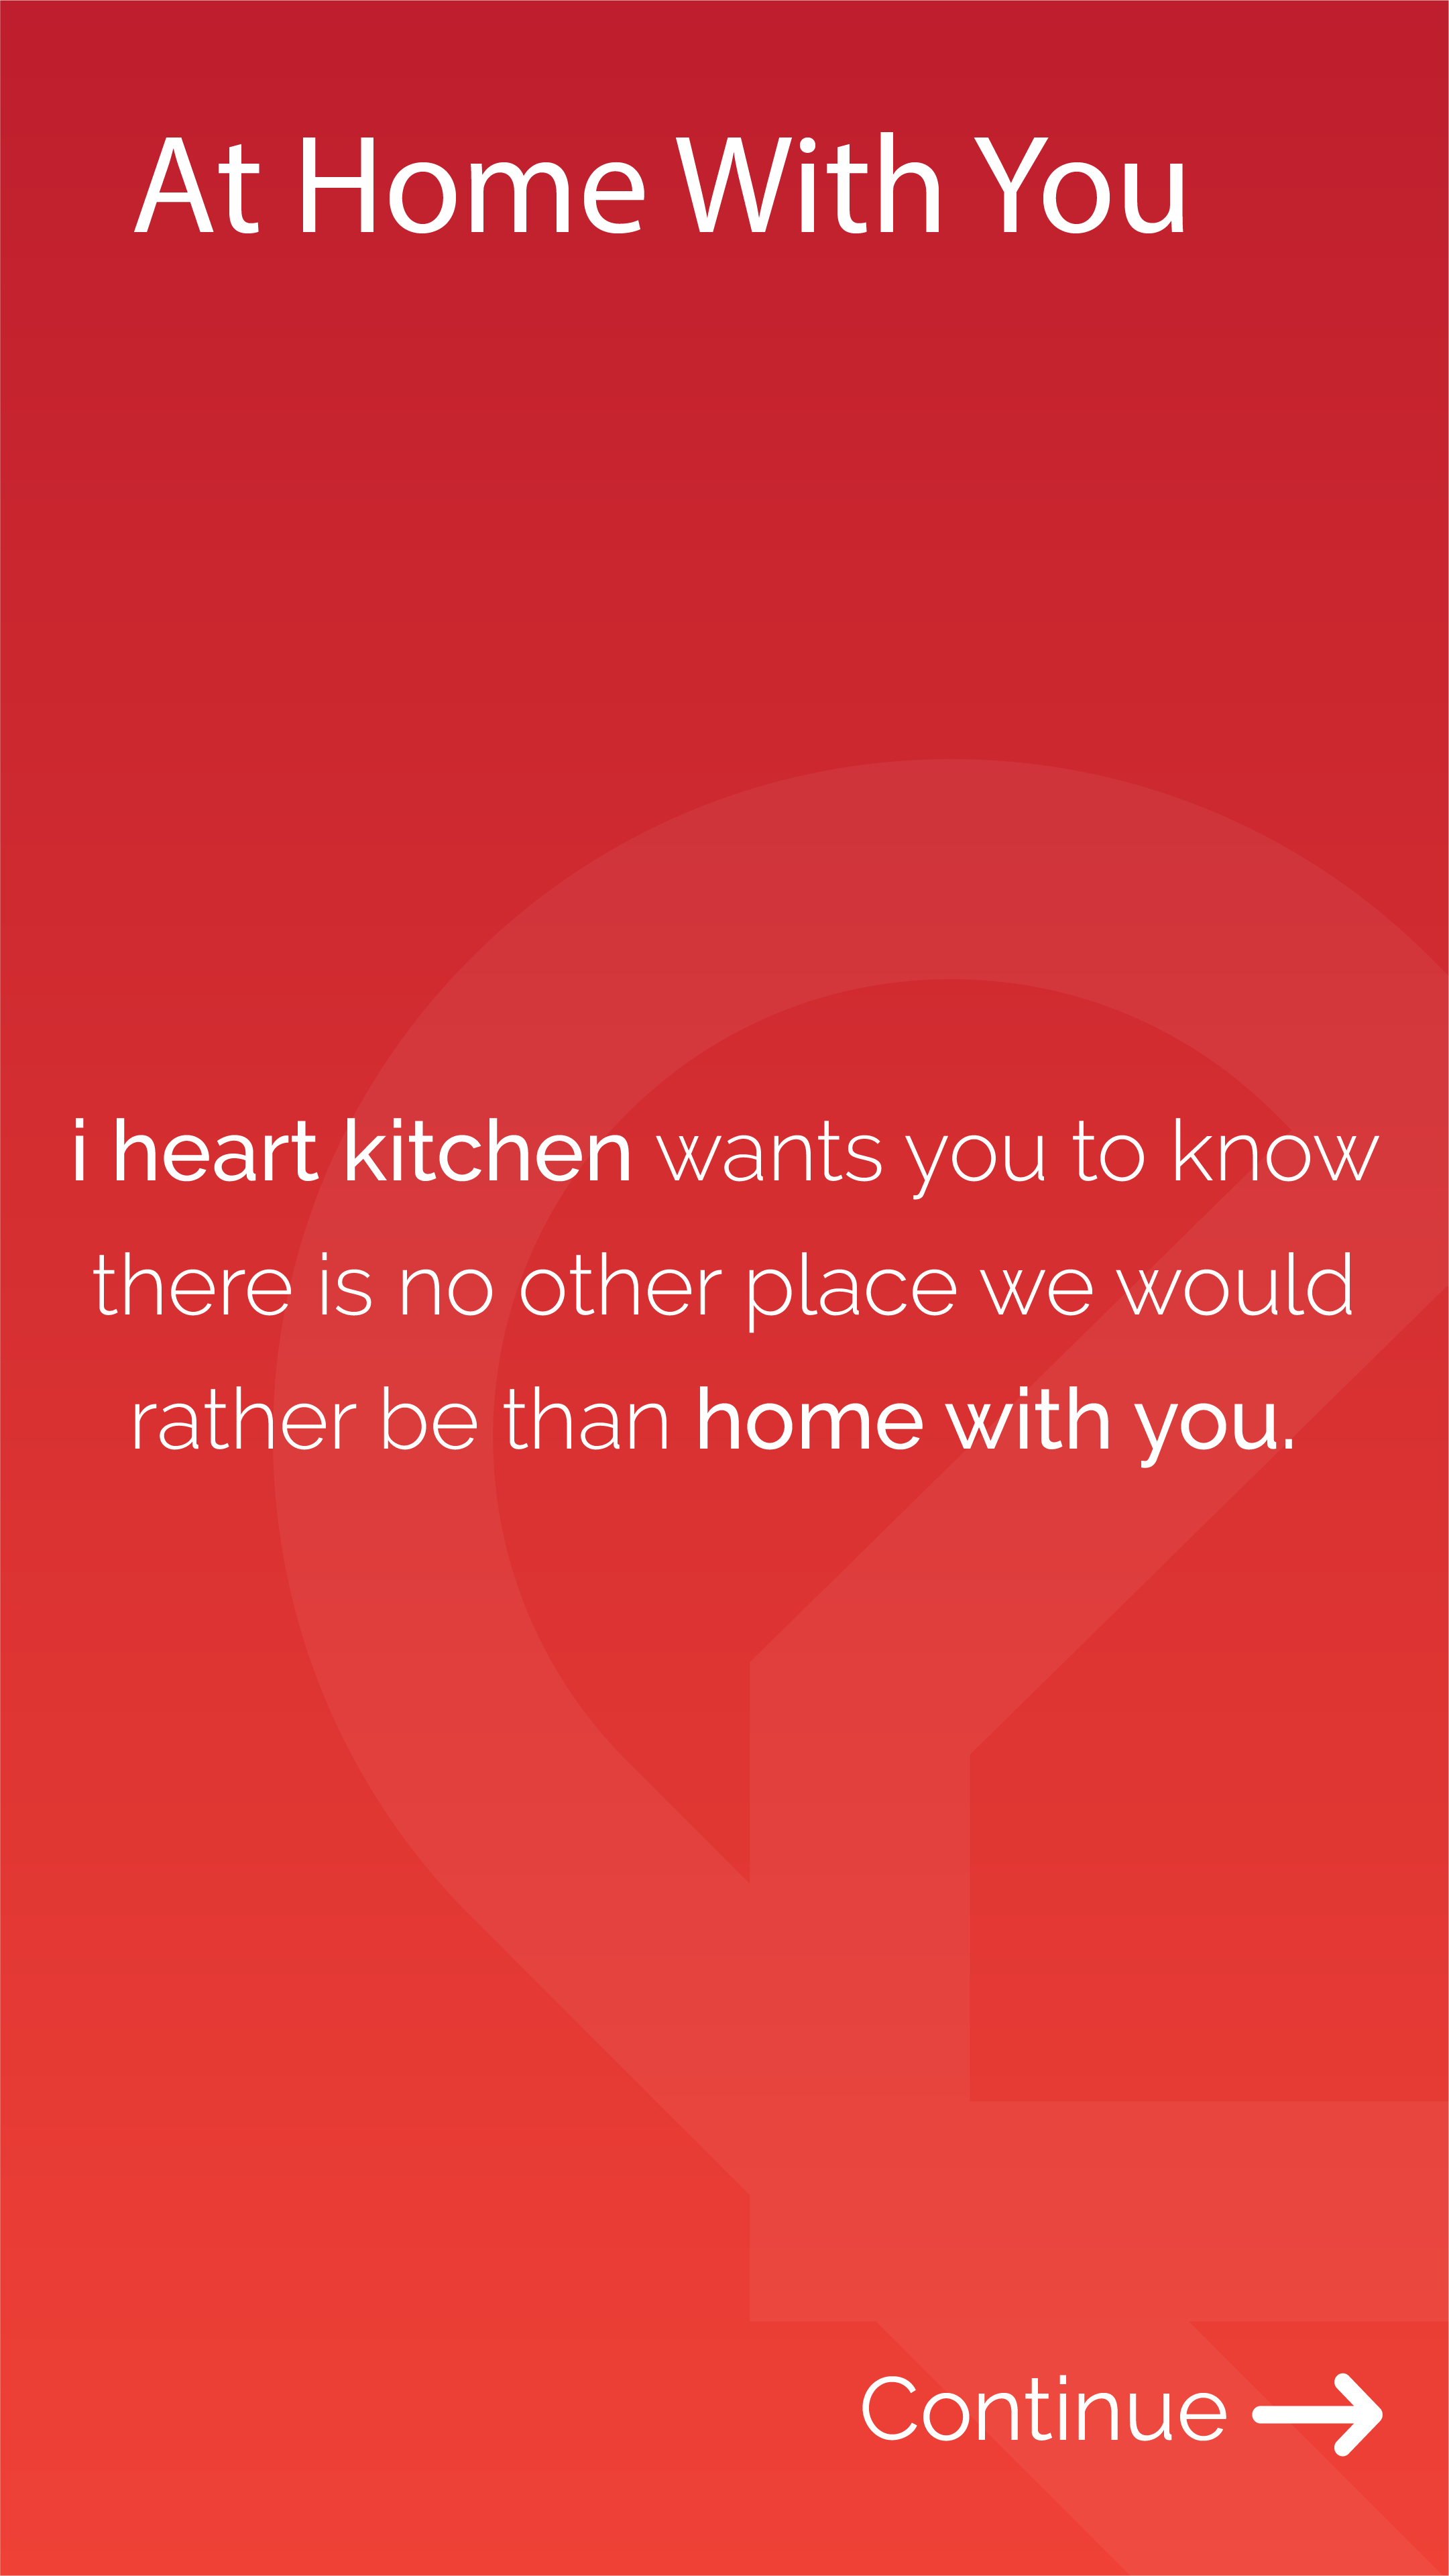 At Home With You
i heart kitchen wants you to know
there is no other place we would
rather be than home with you.
Continue